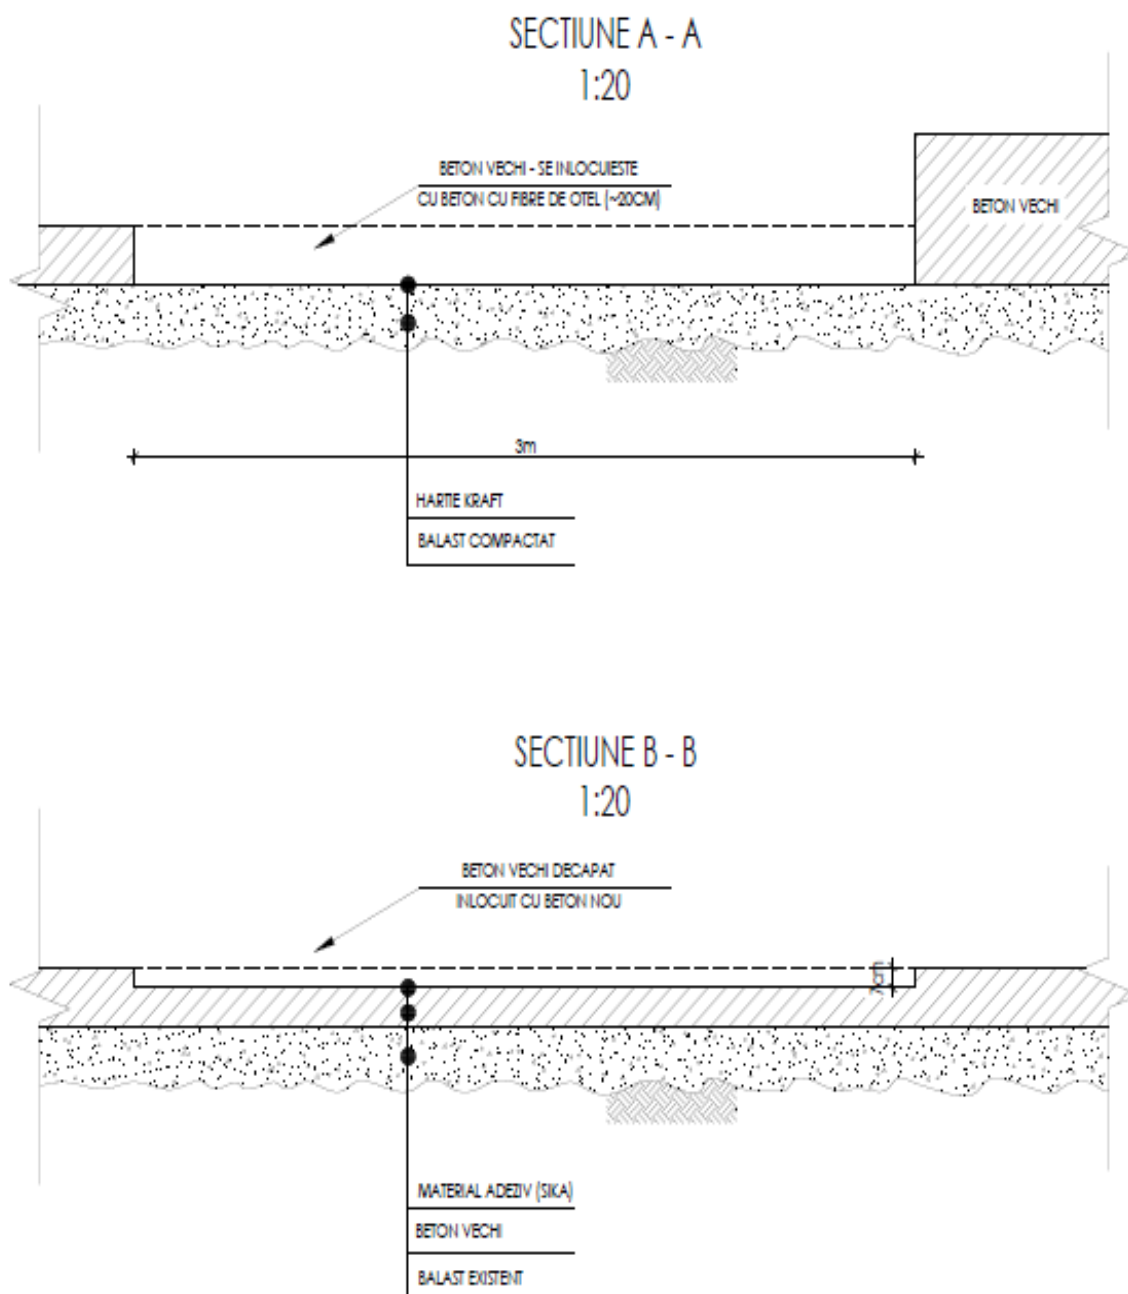 SECTIUNE A - A
1:20
BETON VECHI - SE INLOCUIESTE
CU BETON CU FIBRE DE OTEL (~20CM)
BETON VECHI
3m
HARTIE KRAFT
BALAST COMPACTAT
SECTIUNE B - B
1:20
BETON VECHI DECAPAT
INLOCUIT CU BETON NOU
7cm
MATERIAL ADEZIV (SIKA)
BETON VECHI
BALAST EXISTENT